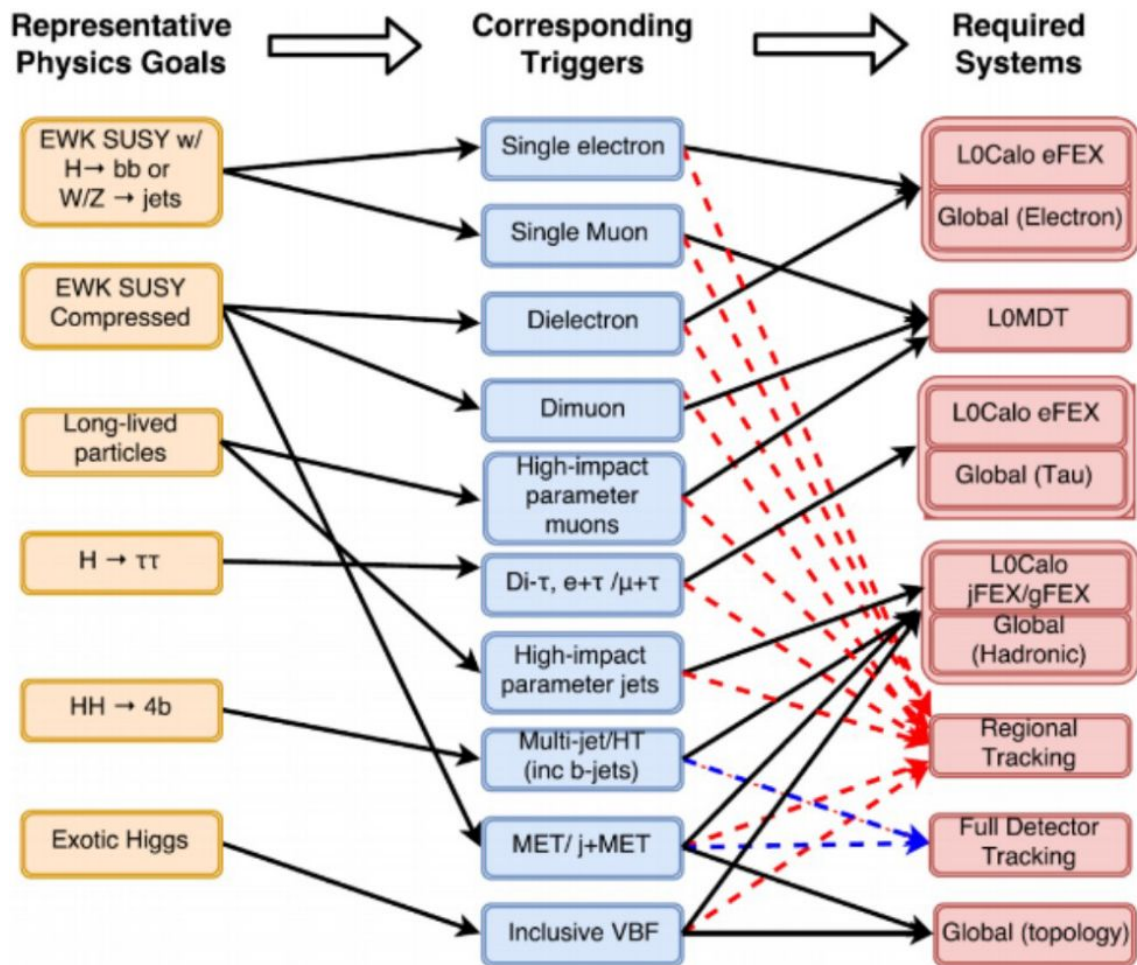 Representative
Physics Goals
Corresponding
Triggers
Required
Systems
EWK SUSY w/
H→ bb or
W/Z → jets
EWK SUSY
Compressed
Long-lived
particles
H → ττ
HH → 4b
Exotic Higgs
Single electron
Single Muon
Dielectron
Dimuon
High-impact
parameter
muons
Di-τ, e+τ /μ+τ
High-impact
parameter jets
Multi-jet/HT
(inc b-jets)
MET/ j+MET
Inclusive VBF
L0Calo eFEX
Global (Electron)
L0MDT
L0Calo eFEX
Global (Tau)
L0Calo
jFEX/gFEX
Global
(Hadronic)
Regional
Tracking
Full Detector
Tracking
Global (topology)